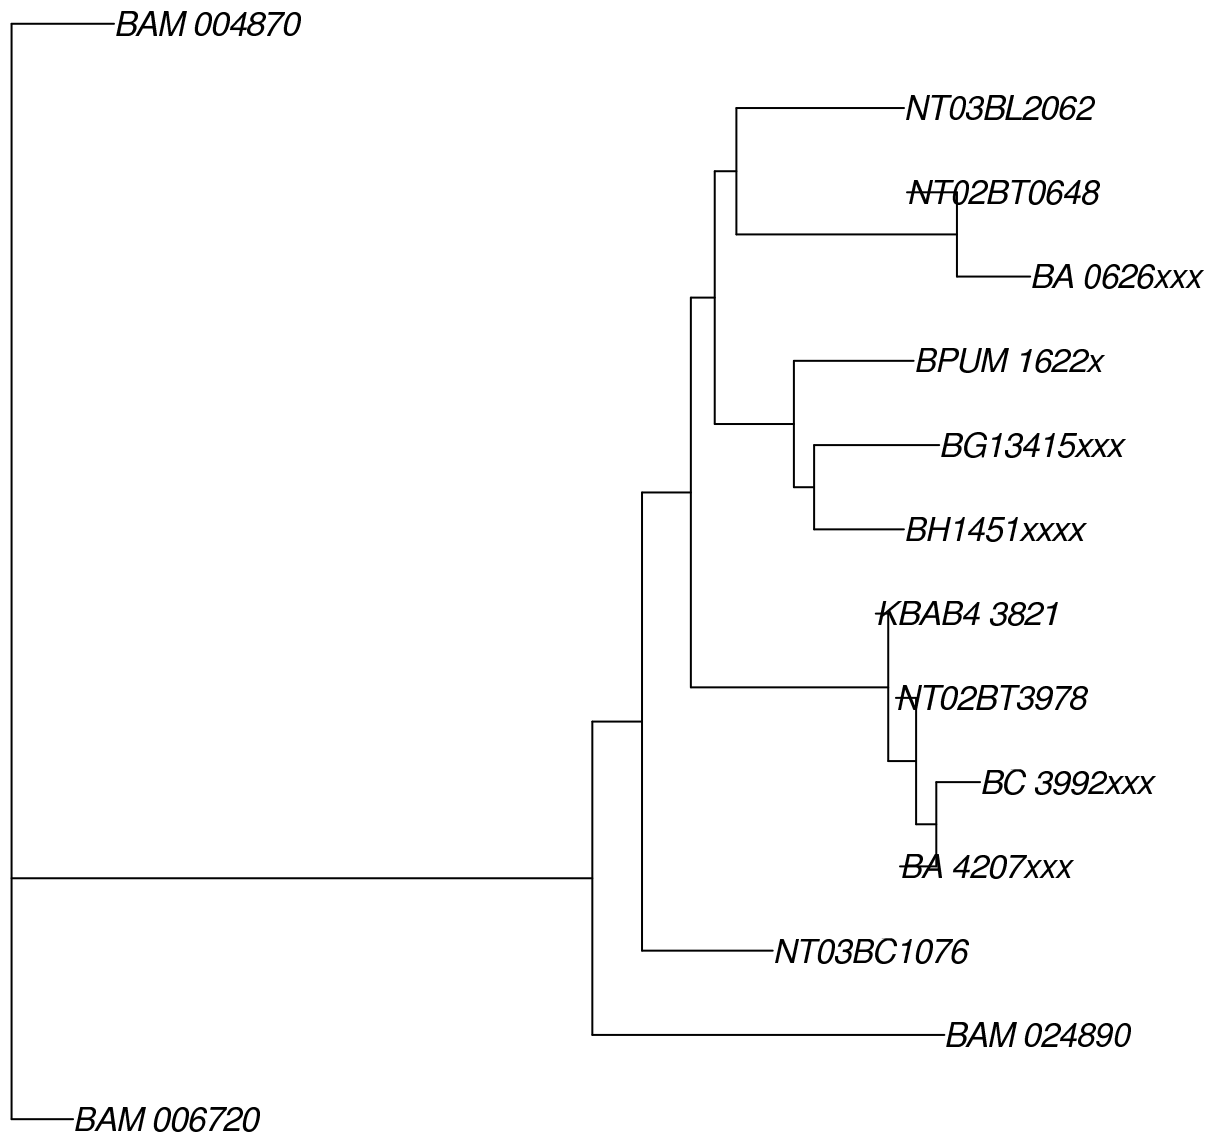 BAM 004870
NT03BL2062
NT02BT0648
BA 0626xxx
BPUM 1622x
BG13415xxx
BH1451xxxx
KBAB4 3821
NT02BT3978
BC 3992xxx
BA 4207xxx
NT03BC1076
BAM 024890
BAM 006720